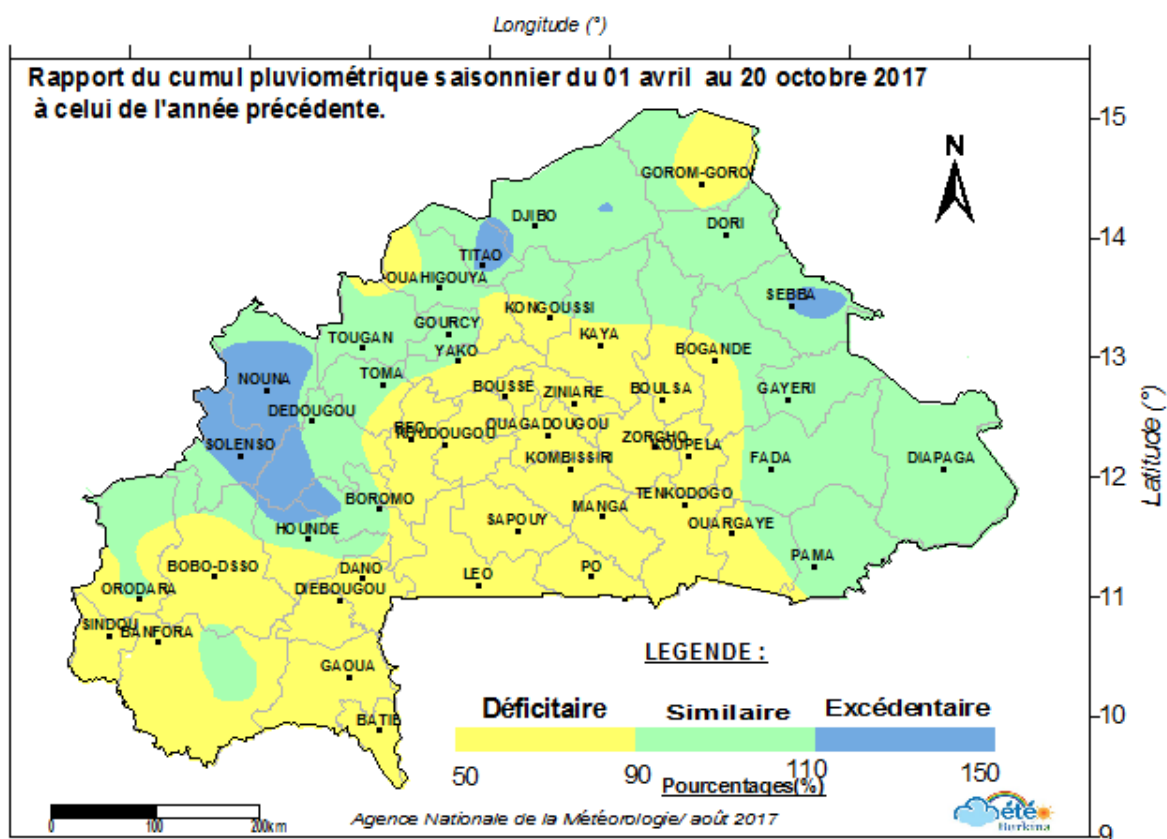 Longitude (°)
Rapport du cumul pluviométrique saisonnier du 01 avril au 20 octobre 2017
à celui de l'année précédente.
15
N
GOROM-GORO
DJIBO
DORI
14
TITAO
OUAHIGOUYA
SEBBA
KONGOUSSI
GOURCY
KAYA
TOUGAN
YAKO
BOGANDE
13
TOMA
NOUNA
BOUSSE
ZINIARE
BOULSA
GAYERI
DEDOUGOU
OUAGADOUGOU
KOUDOUGOU
ZORGHO
KOUPELA
SOLENSO
KOMBISSIRI
FADA
DIAPAGA
12
Latitude (°)
BOROMO
TENKODOGO
MANGA
SAPOUY
OUARGAYE
HOUNDE
PAMA
BOBO-DSSO
DANO
LEO
PO
ORODARA
DIEBOUGOU
11
SINDOU
BANFORA
GAOUA
LEGENDE :
BATIE
10
Déficitaire
Similaire
Excédentaire
50
90
110
150
Pourcentages(%)
0
100
200km
Agence Nationale de la Météorologie/ août 2017
météo
Burkina
9